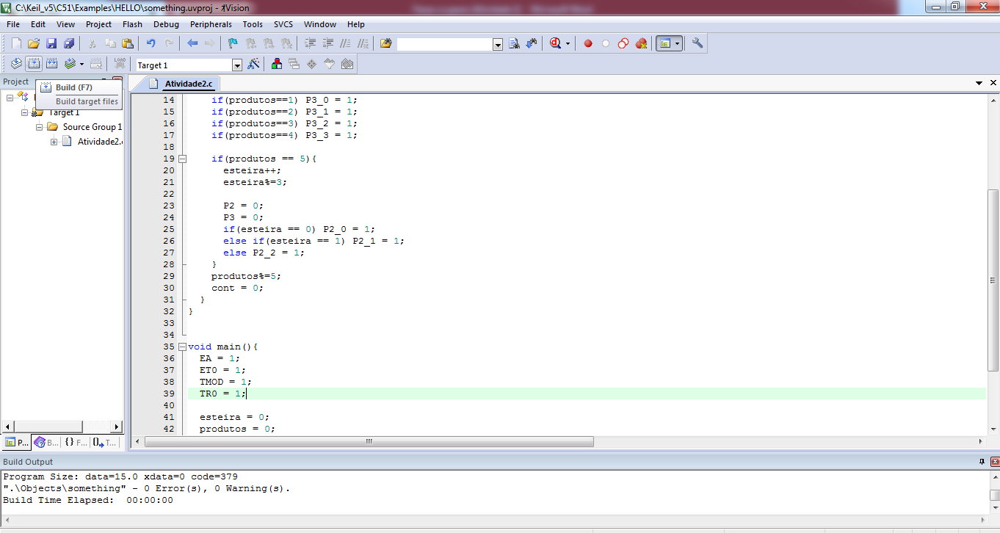 C:\Keil_v5\C51\Examples\HELLO\something.uvproj - µVision
File Edit View Project Flash Debug Peripherals Tools SVCS Window Help
LOAD
Target 1
Project
Build (F7)
Build target files
Target 1
Source Group 1
Atividade2.
Atividade2.c
14 if(produtos==1) P3_0 = 1;
15 if(produtos==2) P3_1 = 1;
16 if(produtos==3) P3_2 = 1;
17 if(produtos==4) P3_3 = 1;
18
19 if(produtos == 5){
20 esteira++;
21 esteira%=3;
22
23 P2 = 0;
24 P3 = 0;
25 if(esteira == 0) P2_0 = 1;
26 else if(esteira == 1) P2_1 = 1;
27 else P2_2 = 1;
28 }
29 produtos%=5;
30 cont = 0;
31 }
32 }
33
34
35 void main(){
36 EA = 1;
37 ET0 = 1;
38 TMOD = 1;
39 TR0 = 1;
40
41 esteira = 0;
42 produtos = 0;
P... B... {} F... T...
Build Output
Program Size: data=15.0 xdata=0 code=379
".\Objects\something" - 0 Error(s), 0 Warning(s).
Build Time Elapsed: 00:00:00